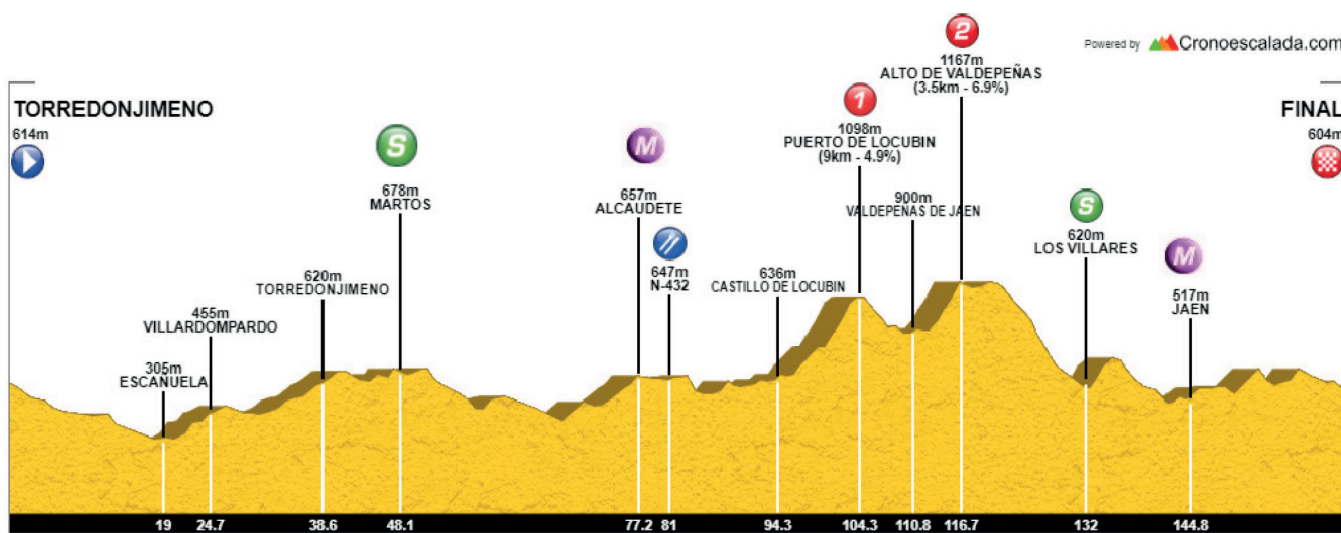 Powered by Cronoescalada.com
TORREDONJIMENO
614m
305m
ESCAÑUELA
455m
VILLARDOMPARDO
620m
TORREDONJIMENO
S
678m
MARTOS
M
657m
ALCAUDETE
647m
N-432
636m
CASTILLO DE LOCUBIN
1
1098m
PUERTO DE LOCUBIN
(9km - 4.9%)
900m
VALDEPEÑAS DE JAEN
2
1167m
ALTO DE VALDEPEÑAS
(3.5km - 6.9%)
S
620m
LOS VILLARES
M
517m
JAEN
FINAL
604m
19 24.7 38.6 48.1 77.2 81 94.3 104.3 110.8 116.7 132 144.8